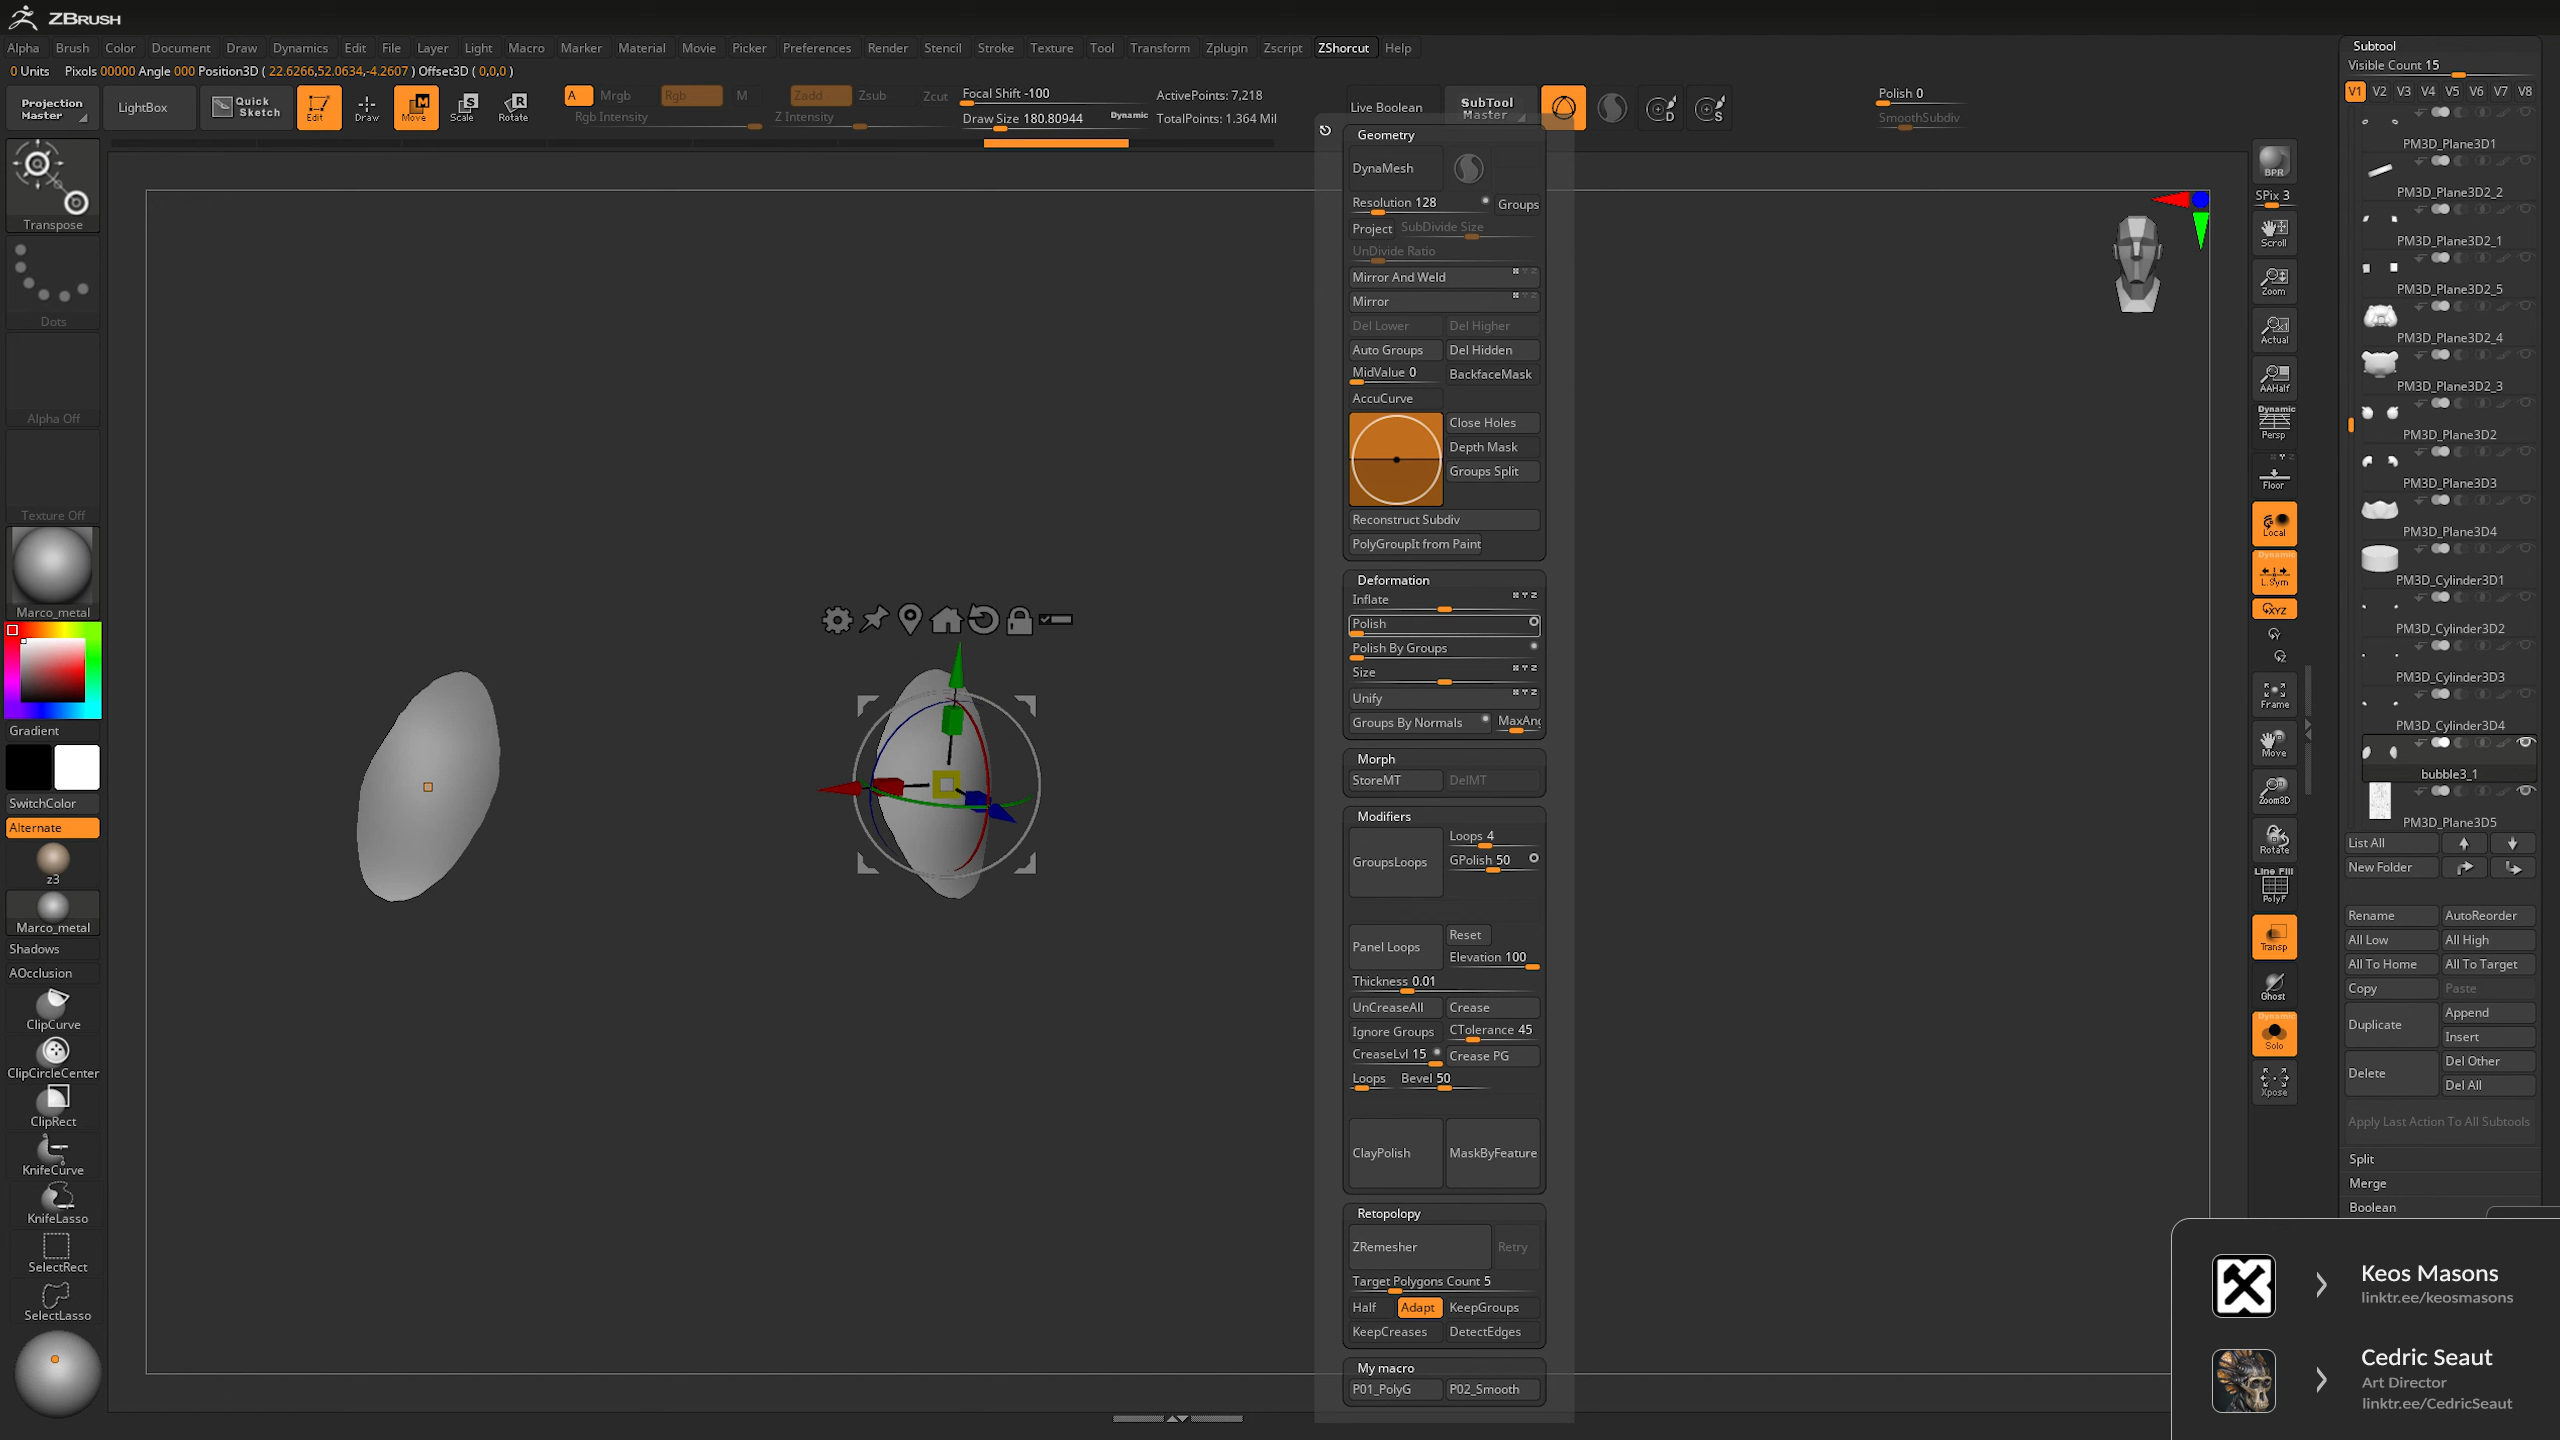 ZBRUSH
Alpha Brush Color Document Draw Dynamics Edit File Layer Light Macro Marker Material Movie Picker Preferences Render Stencil Stroke Texture Tool Transform Zplugin Zscript ZShorcut Help
0 Units Pixols 00000 Angle 000 Position3D ( 22.6266,52.0634,-4.2607 ) Offset3D ( 0,0,0 )
Projection Master
LightBox
Quick Sketch
Edit
Draw
Move
Scale
Rotate
A Mrgb Rgb M
Rgb Intensity
Zadd Zsub Zcut
Z Intensity
Focal Shift -100
Draw Size 180.80944
Dynamic
ActivePoints: 7,218
TotalPoints: 1.364 Mil
Live Boolean
SubTool Master
D
S
Polish 0
SmoothSubdiv
Transpose
Dots
Alpha Off
Texture Off
Marco_metal
Gradient
SwitchColor
Alternate
z3
Marco_metal
Shadows
AOcclusion
ClipCurve
ClipCircleCenter
ClipRect
KnifeCurve
KnifeLasso
SelectRect
SelectLasso
Geometry
DynaMesh
Resolution 128 Groups
Project SubDivide Size
UnDivide Ratio
Mirror And Weld
Mirror
Del Lower Del Higher
Auto Groups Del Hidden
MidValue 0 BackfaceMask
AccuCurve
Close Holes
Depth Mask
Groups Split
Reconstruct Subdiv
PolyGroupIt from Paint
Deformation
Inflate
Polish
Polish By Groups
Size
Unify
Groups By Normals MaxAng
Morph
StoreMT DelMT
Modifiers
GroupsLoops
Loops 4
GPolish 50
Panel Loops
Reset
Elevation 100
Thickness 0.01
UnCreaseAll Crease
Ignore Groups CTolerance 45
CreaseLvl 15 Crease PG
Loops Bevel 50
ClayPolish MaskByFeature
Retopology
ZRemesher Retry
Target Polygons Count 5
Half Adapt KeepGroups
KeepCreases DetectEdges
My macro
P01_PolyG P02_Smooth
BPR
SPix 3
Scroll
Zoom
Actual
AAHalf
Dynamic
Persp
Floor
Local
Dynamic
L.Sym
XYZ
Frame
Move
Zoom3D
Rotate
Line Fill
PolyF
Transp
Ghost
Dynamic
Solo
Xpose
Subtool
Visible Count 15
V1 V2 V3 V4 V5 V6 V7 V8
PM3D_Plane3D1
PM3D_Plane3D2_2
PM3D_Plane3D2_1
PM3D_Plane3D2_5
PM3D_Plane3D2_4
PM3D_Plane3D2_3
PM3D_Plane3D2
PM3D_Plane3D3
PM3D_Plane3D4
PM3D_Cylinder3D1
PM3D_Cylinder3D2
PM3D_Cylinder3D3
PM3D_Cylinder3D4
bubble3_1
PM3D_Plane3D5
List All
New Folder
Rename AutoReorder
All Low All High
All To Home All To Target
Copy Paste
Duplicate
Append
Insert
Delete
Del Other
Del All
Apply Last Action To All Subtools
Split
Merge
Boolean
Keos Masons
linktr.ee/keosmasons
Cedric Seaut
Art Director
linktr.ee/CedricSeaut